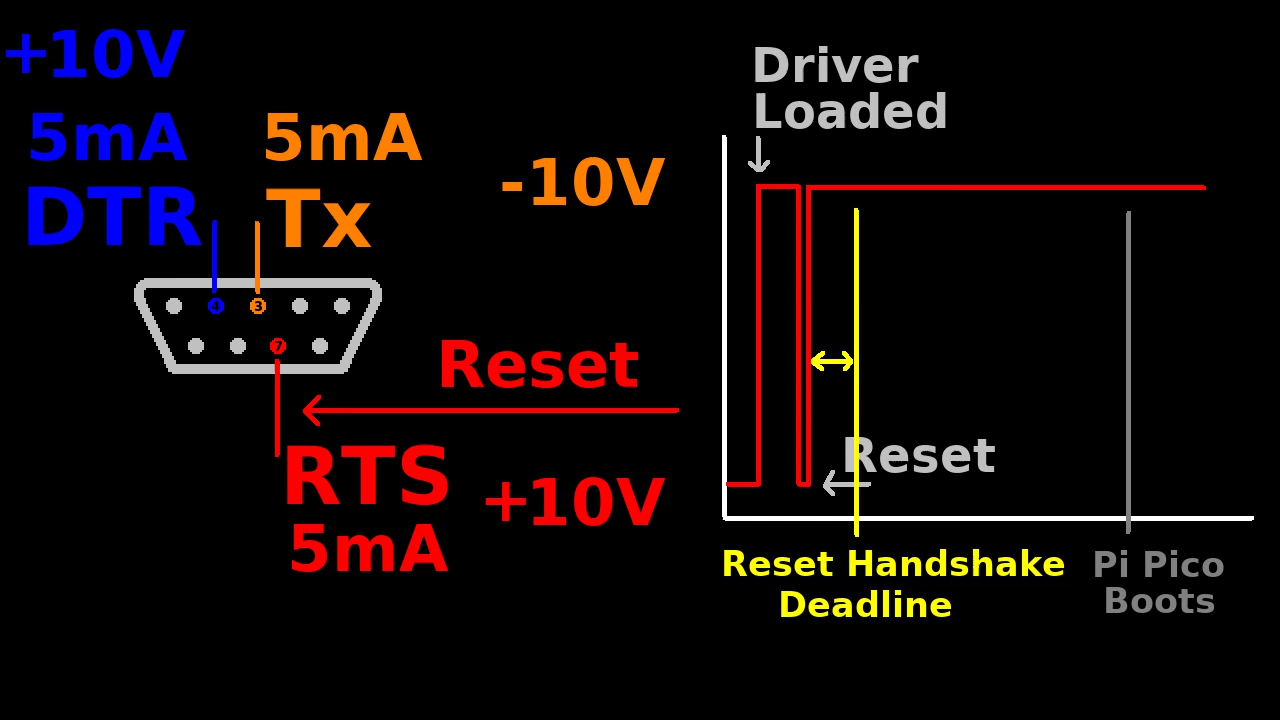 +10V
5mA
DTR
5mA
Tx
-10V
4
3
7
Reset
RTS
5mA
+10V
Driver
Loaded
Reset
Reset Handshake
Deadline
Pi Pico
Boots